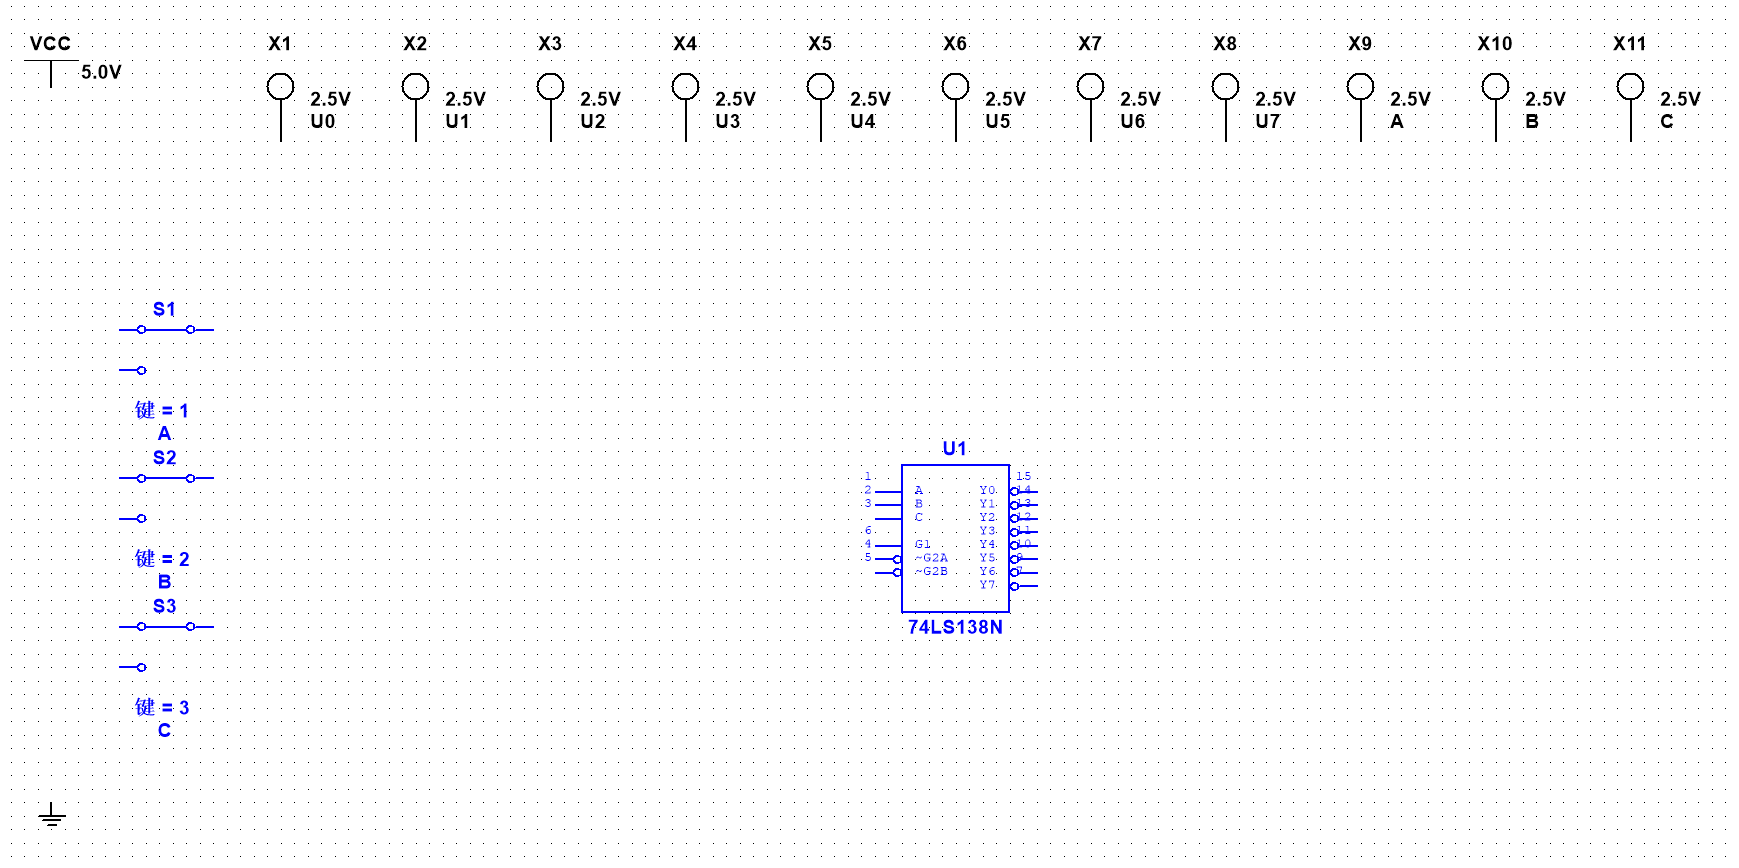 VCC
5.0V
X1
2.5V
U0
X2
2.5V
U1
X3
2.5V
U2
X4
2.5V
U3
X5
2.5V
U4
X6
2.5V
U5
X7
2.5V
U6
X8
2.5V
U7
X9
2.5V
A
X10
2.5V
B
X11
2.5V
C
S1
键 = 1
A
S2
键 = 2
B
S3
键 = 3
C
U1
1
2
3
6
4
5
A
B
C
G1
~G2A
~G2B
Y0
Y1
Y2
Y3
Y4
Y5
Y6
Y7
15
14
13
12
11
10
9
7
74LS138N